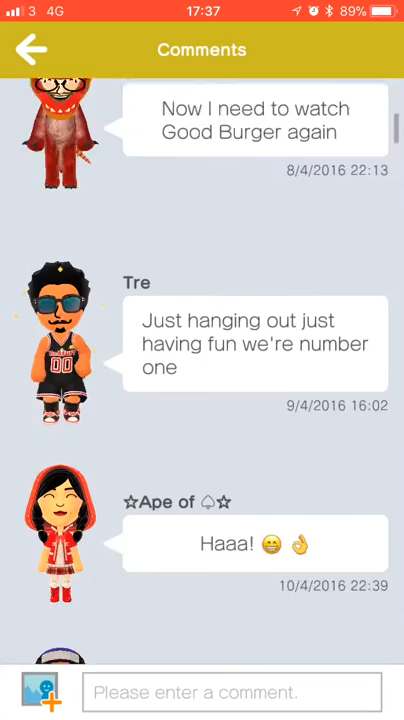 3 4G 17:37 89%
Comments
Now I need to watch
Good Burger again
8/4/2016 22:13
Tre
Just hanging out just
having fun we're number
one
00
9/4/2016 16:02
☆Ape of ♤☆
Haaa! 😁 👌
10/4/2016 22:39
Please enter a comment.